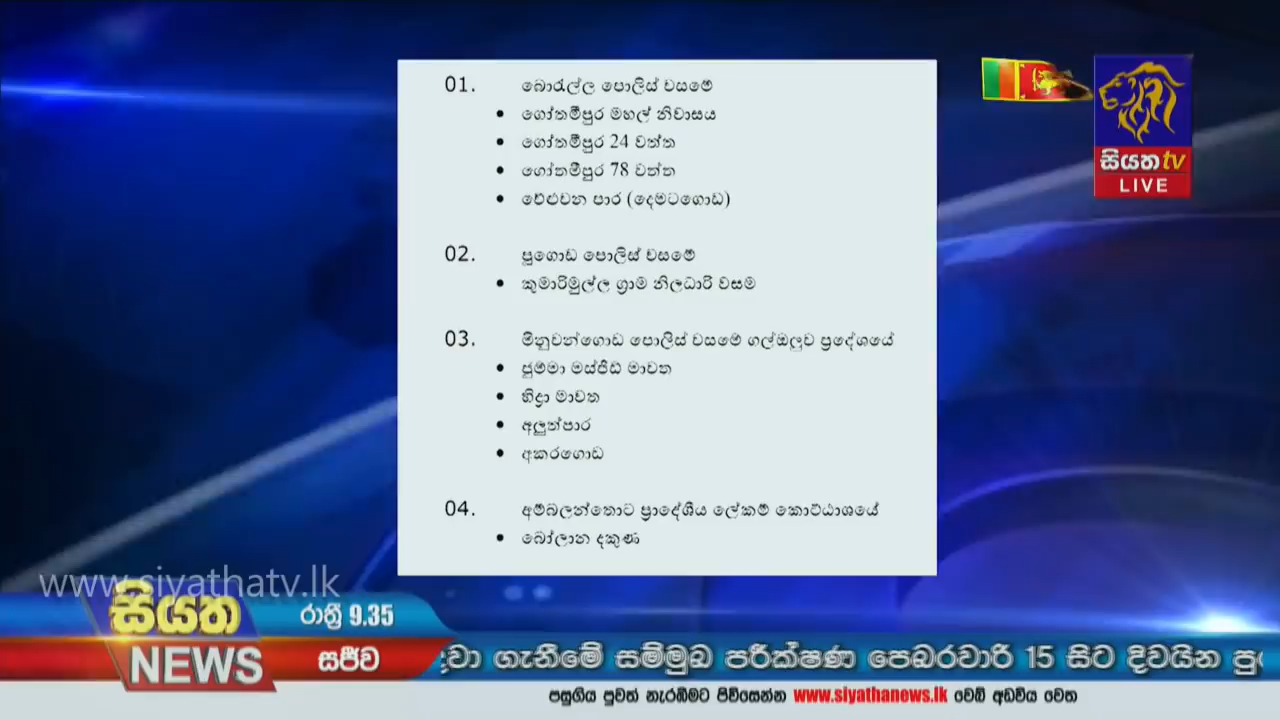 01. බොරැල්ල පොලිස් වසමේ
• ගෝතමීපුර මහල් නිවාසය
• ගෝතමීපුර 24 වත්ත
• ගෝතමීපුර 78 වත්ත
• වේළුවන පාර (දෙමටගොඩ)
02. පූගොඩ පොලිස් වසමේ
• කුමාරිමුල්ල ග්‍රාම නිලධාරි වසම
03. මිනුවන්ගොඩ පොලිස් වසමේ ගල්ඔලුව ප්‍රදේශයේ
• ජුම්මා මස්ජිඩ් මාවත
• හිද්‍රා මාවත
• අලුත්පාර
• අකරගොඩ
04. අම්බලන්තොට ප්‍රාදේශීය ලේකම් කොට්ඨාශයේ
• බෝලාන දකුණ
සියත tv
LIVE
www.siyathatv.lk
සියත
NEWS
රාත්‍රී 9.35
සජීව
ගැනීමේ සම්මුඛ පරීක්ෂණ පෙබරවාරී 15 සිට දිවයින
පසුගිය පුවත් නැරඹීමට පිවිසෙන්න www.siyathanews.lk වෙබ් අඩවිය වෙත